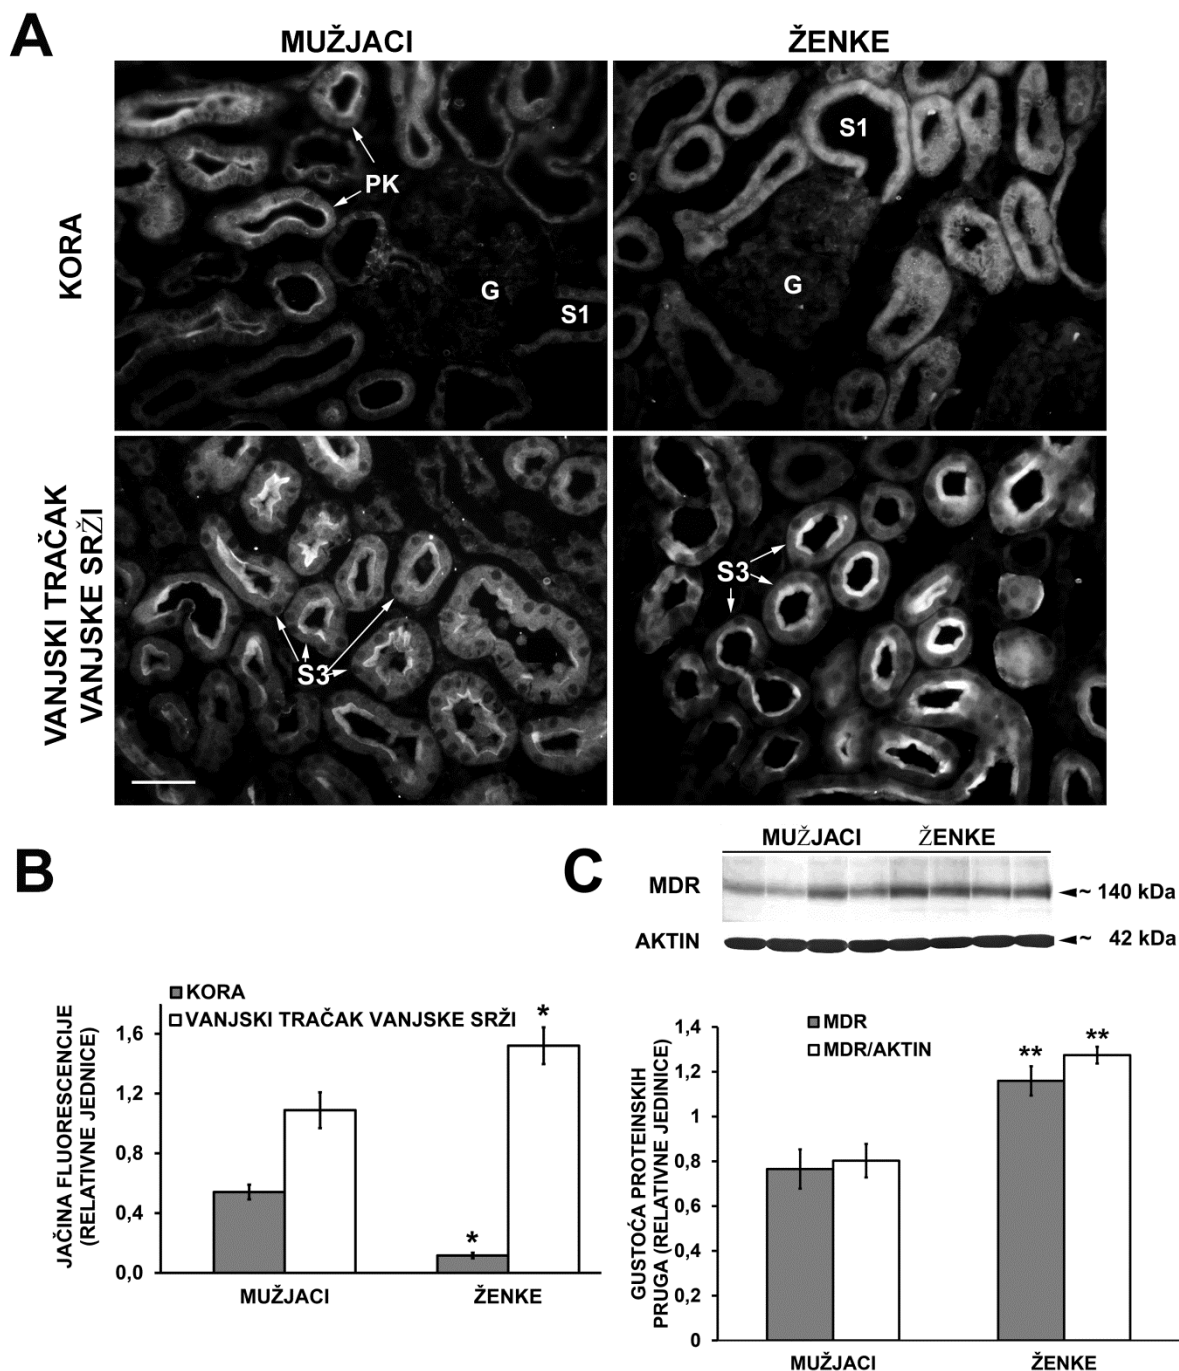 A
MUŽJACI
ŽENKE
KORA
PK
G
S1
S1
G
VANJSKI TRAČAK
VANJSKE SRŽI
S3
S3
B
KORA
VANJSKI TRAČAK VANJSKE SRŽI
JAČINA FLUORESCENCIJE
(RELATIVNE JEDNICE)
1,6
1,2
0,8
0,4
0,0
*
*
MUŽJACI
ŽENKE
C
MUŽJACI
ŽENKE
MDR
~ 140 kDa
AKTIN
~ 42 kDa
MDR
MDR/AKTIN
GUSTOĆA PROTEINSKIH
PRUGA (RELATIVNE JEDINICE)
1,4
1,2
1
0,8
0,6
0,4
0,2
0
**
**
MUŽJACI
ŽENKE